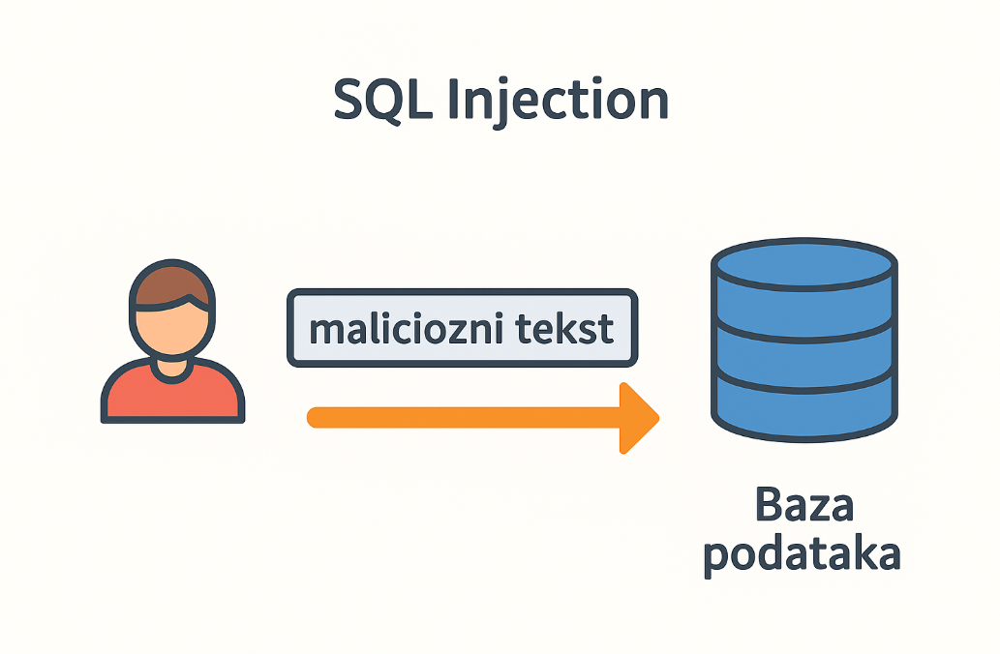 SQL Injection
maliciozni tekst
Baza
podataka